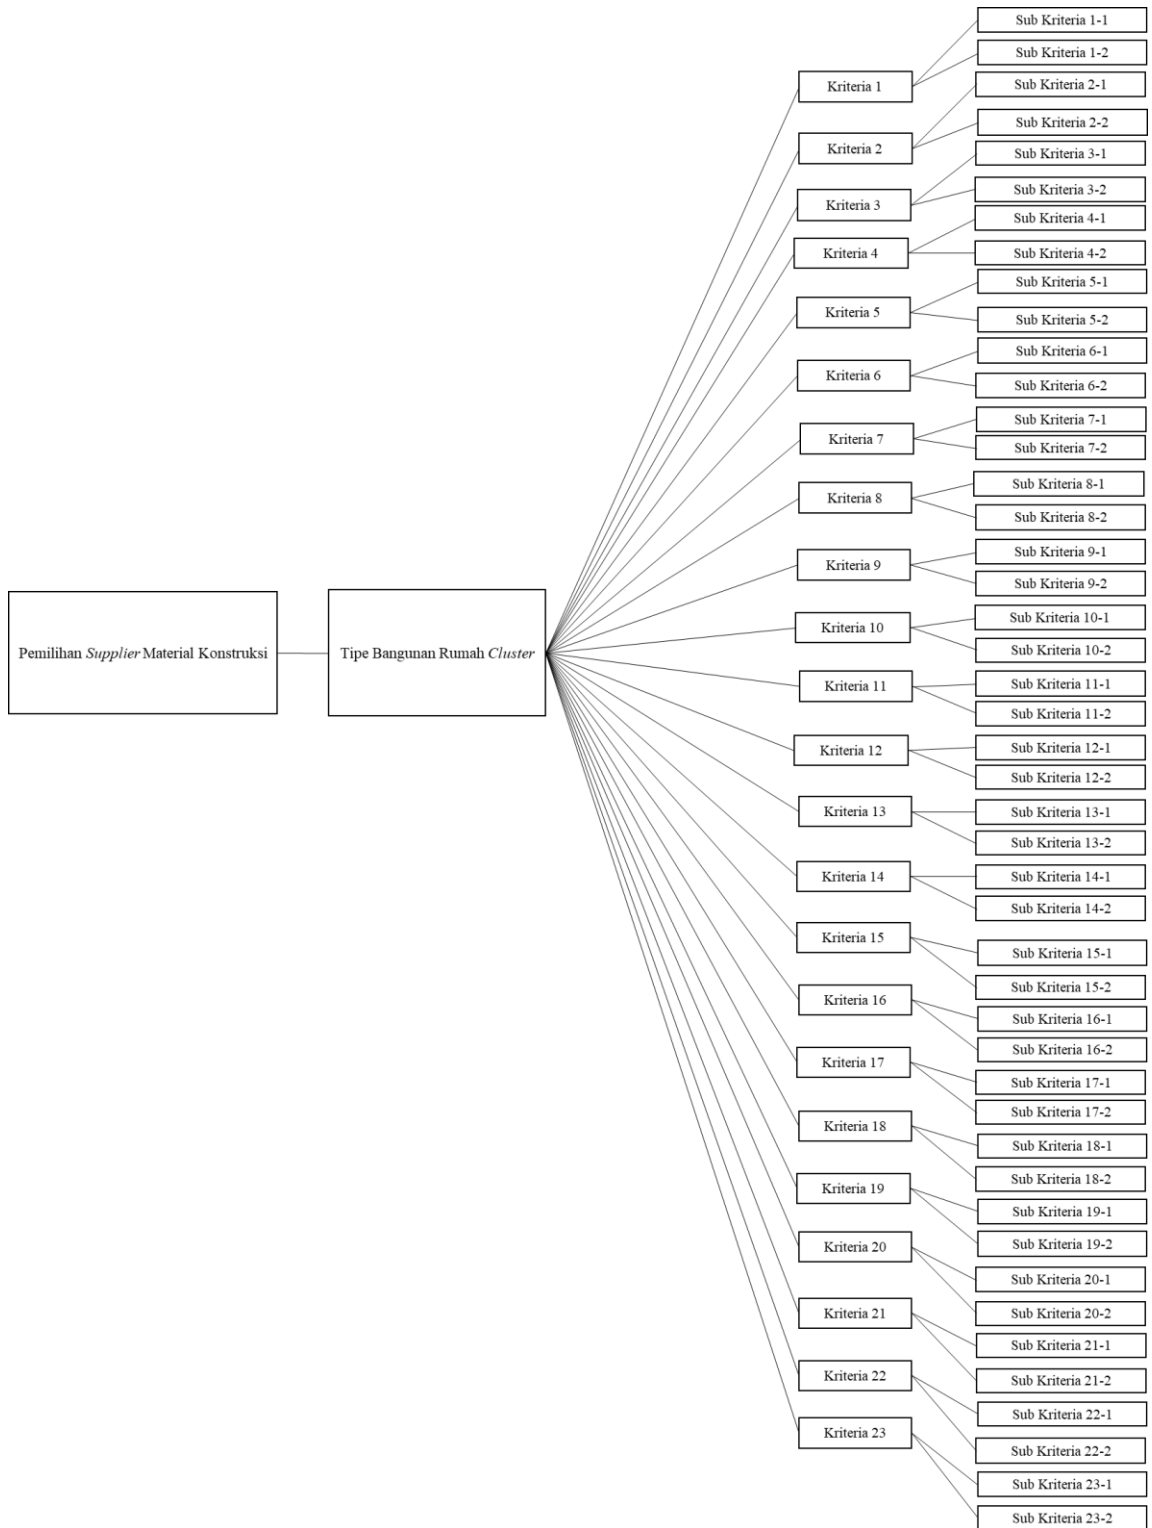 Pemilihan Supplier Material Konstruksi
Tipe Bangunan Rumah Cluster
Kriteria 1
Kriteria 2
Kriteria 3
Kriteria 4
Kriteria 5
Kriteria 6
Kriteria 7
Kriteria 8
Kriteria 9
Kriteria 10
Kriteria 11
Kriteria 12
Kriteria 13
Kriteria 14
Kriteria 15
Kriteria 16
Kriteria 17
Kriteria 18
Kriteria 19
Kriteria 20
Kriteria 21
Kriteria 22
Kriteria 23
Sub Kriteria 1-1
Sub Kriteria 1-2
Sub Kriteria 2-1
Sub Kriteria 2-2
Sub Kriteria 3-1
Sub Kriteria 3-2
Sub Kriteria 4-1
Sub Kriteria 4-2
Sub Kriteria 5-1
Sub Kriteria 5-2
Sub Kriteria 6-1
Sub Kriteria 6-2
Sub Kriteria 7-1
Sub Kriteria 7-2
Sub Kriteria 8-1
Sub Kriteria 8-2
Sub Kriteria 9-1
Sub Kriteria 9-2
Sub Kriteria 10-1
Sub Kriteria 10-2
Sub Kriteria 11-1
Sub Kriteria 11-2
Sub Kriteria 12-1
Sub Kriteria 12-2
Sub Kriteria 13-1
Sub Kriteria 13-2
Sub Kriteria 14-1
Sub Kriteria 14-2
Sub Kriteria 15-1
Sub Kriteria 15-2
Sub Kriteria 16-1
Sub Kriteria 16-2
Sub Kriteria 17-1
Sub Kriteria 17-2
Sub Kriteria 18-1
Sub Kriteria 18-2
Sub Kriteria 19-1
Sub Kriteria 19-2
Sub Kriteria 20-1
Sub Kriteria 20-2
Sub Kriteria 21-1
Sub Kriteria 21-2
Sub Kriteria 22-1
Sub Kriteria 22-2
Sub Kriteria 23-1
Sub Kriteria 23-2